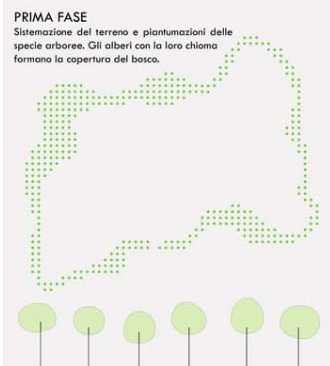 PRIMA FASE
Sistemazione del terreno e piantumazioni delle
specie arboree. Gli alberi con la loro chioma
formano la copertura del bosco.